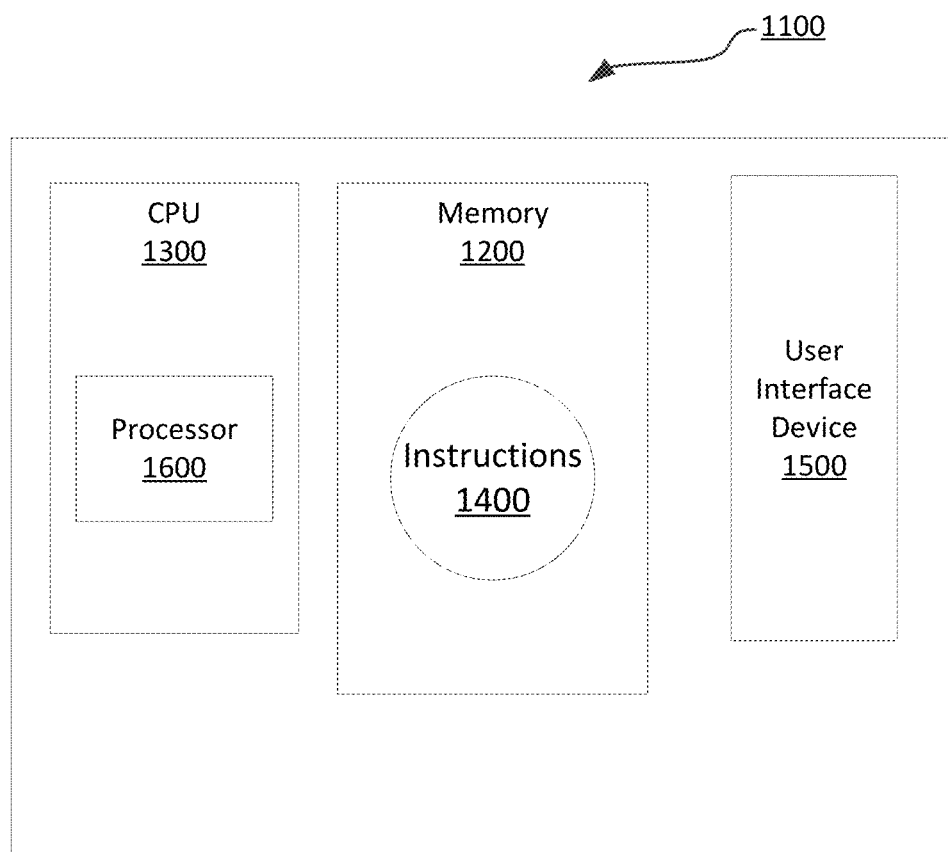 1100
CPU
1300
Processor
1600
Memory
1200
Instructions
1400
User
Interface
Device
1500